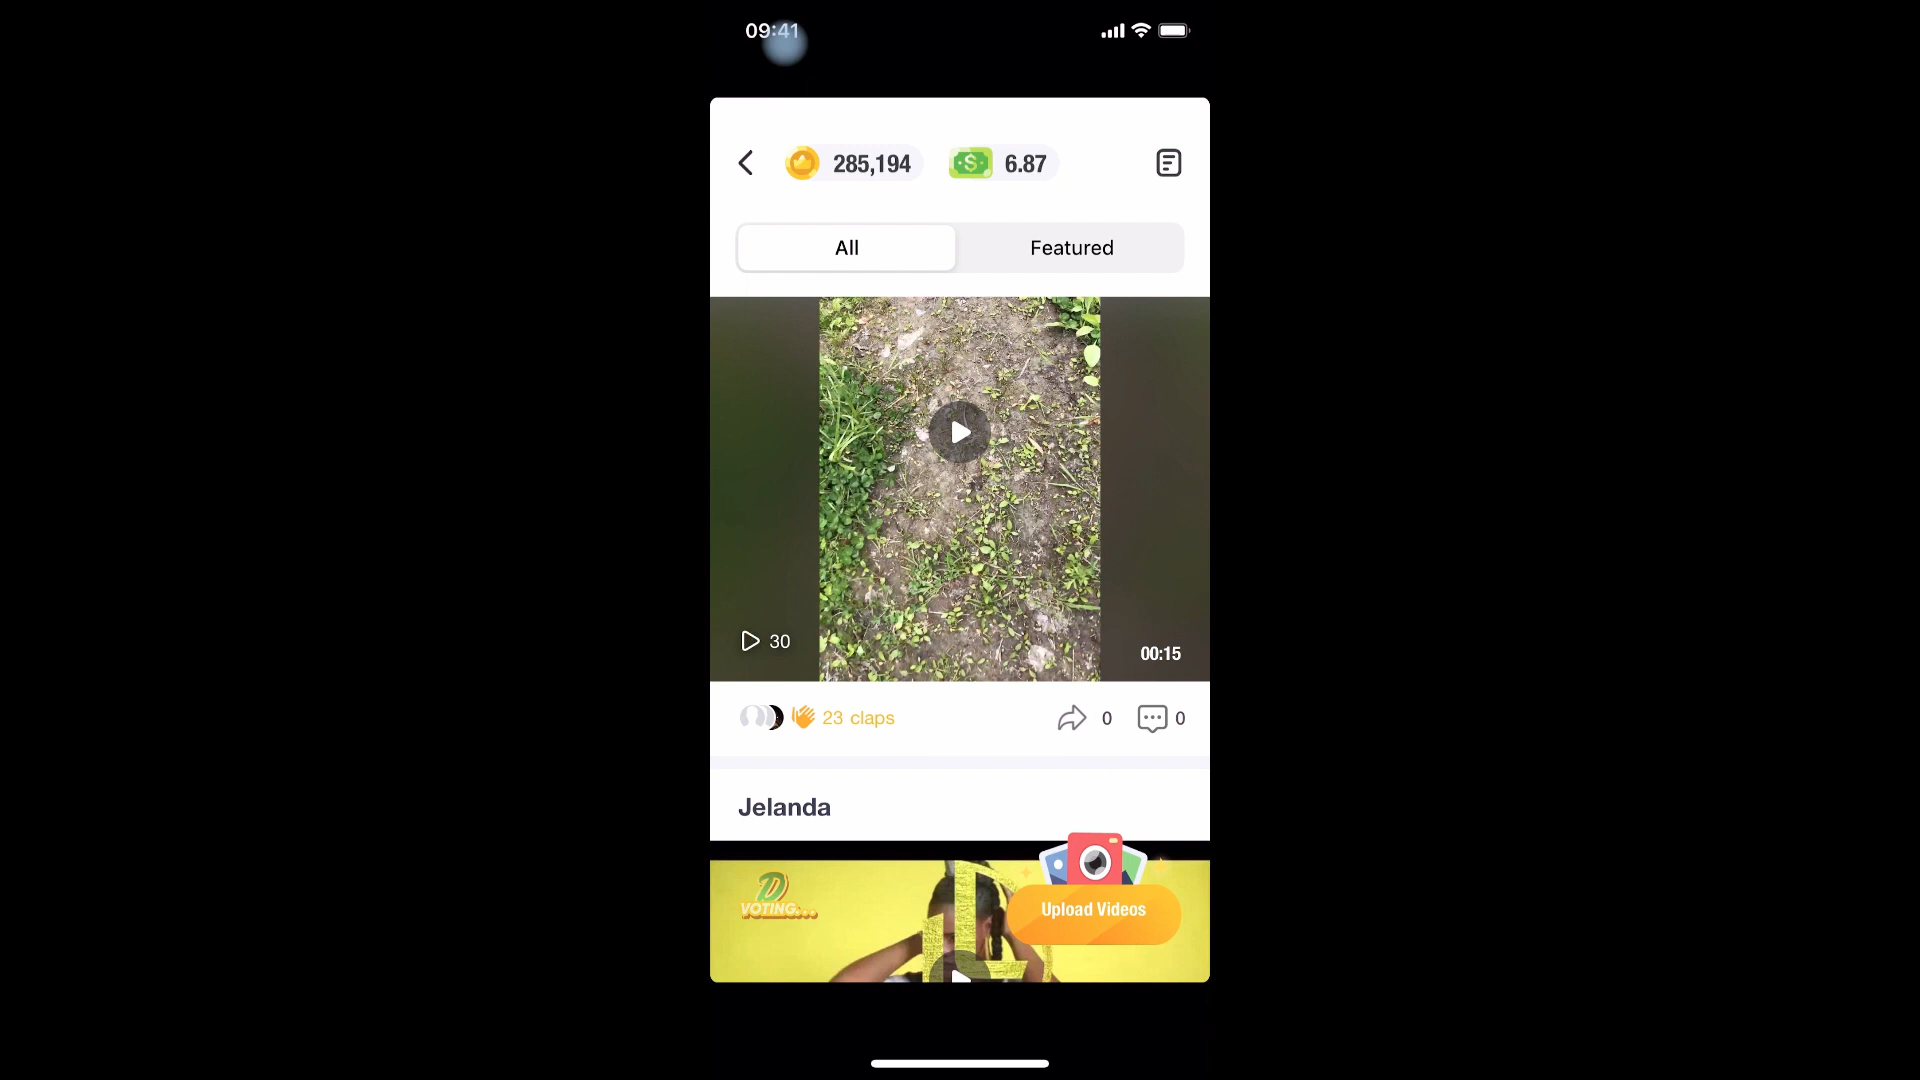 09:41
285,194
6.87
All
Featured
30
00:15
23 claps
0
0
Jelanda
D
VOTING...
Upload Videos